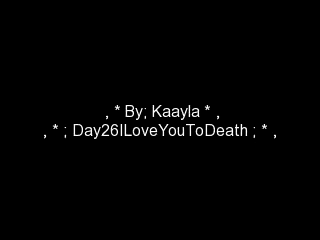 , * By; Kaayla * ,
, * ; Day26ILoveYouToDeath ; * ,